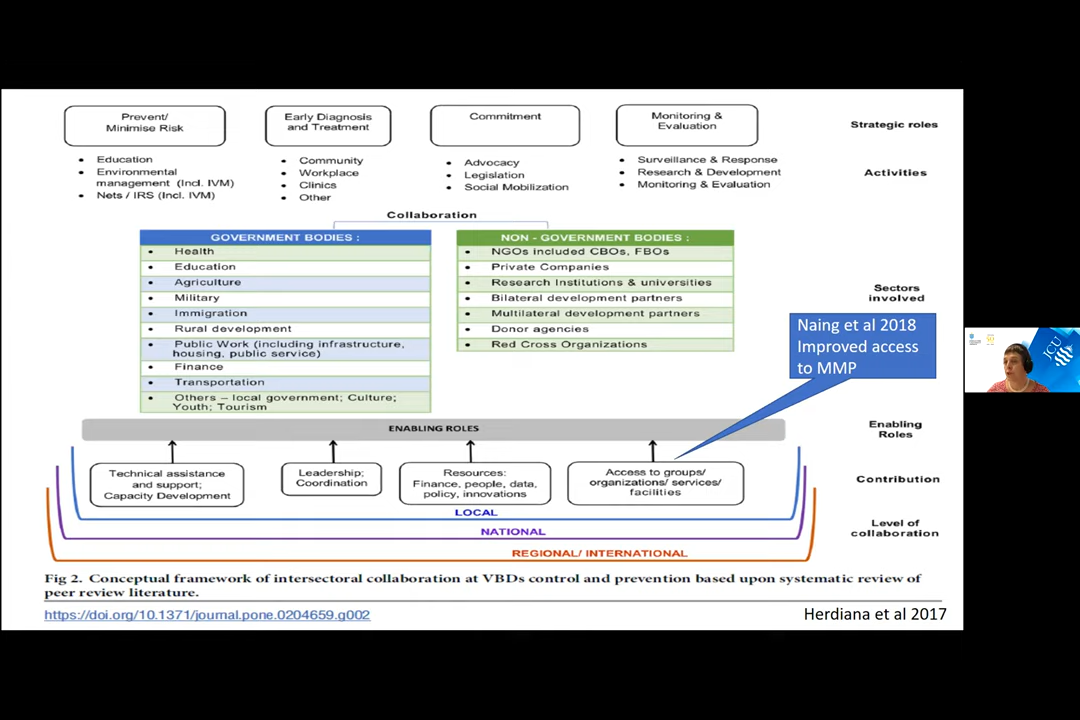 Prevent/
Minimise Risk
Early Diagnosis
and Treatment
Commitment
Monitoring &
Evaluation
Strategic roles
• Education
• Environmental
management (Incl. IVM)
• Nets / IRS (Incl. IVM)
• Community
• Workplace
• Clinics
• Other
• Advocacy
• Legislation
• Social Mobilization
• Surveillance & Response
• Research & Development
• Monitoring & Evaluation
Activities
Collaboration
GOVERNMENT BODIES :
• Health
• Education
• Agriculture
• Military
• Immigration
• Rural development
• Public Work (including infrastructure,
housing, public service)
• Finance
• Transportation
• Others – local government; Culture;
Youth; Tourism
NON - GOVERNMENT BODIES :
• NGOs included CBOs, FBOs
• Private Companies
• Research Institutions & universities
• Bilateral development partners
• Multilateral development partners
• Donor agencies
• Red Cross Organizations
Sectors
involved
Naing et al 2018
Improved access
to MMP
ENABLING ROLES
Enabling
Roles
Technical assistance
and support;
Capacity Development
Leadership;
Coordination
Resources:
Finance, people, data,
policy, innovations
Access to groups/
organizations/ services/
facilities
Contribution
LOCAL
NATIONAL
REGIONAL/ INTERNATIONAL
Level of
collaboration
Fig 2. Conceptual framework of intersectoral collaboration at VBDs control and prevention based upon systematic review of
peer review literature.
https://doi.org/10.1371/journal.pone.0204659.g002
Herdiana et al 2017
JCU